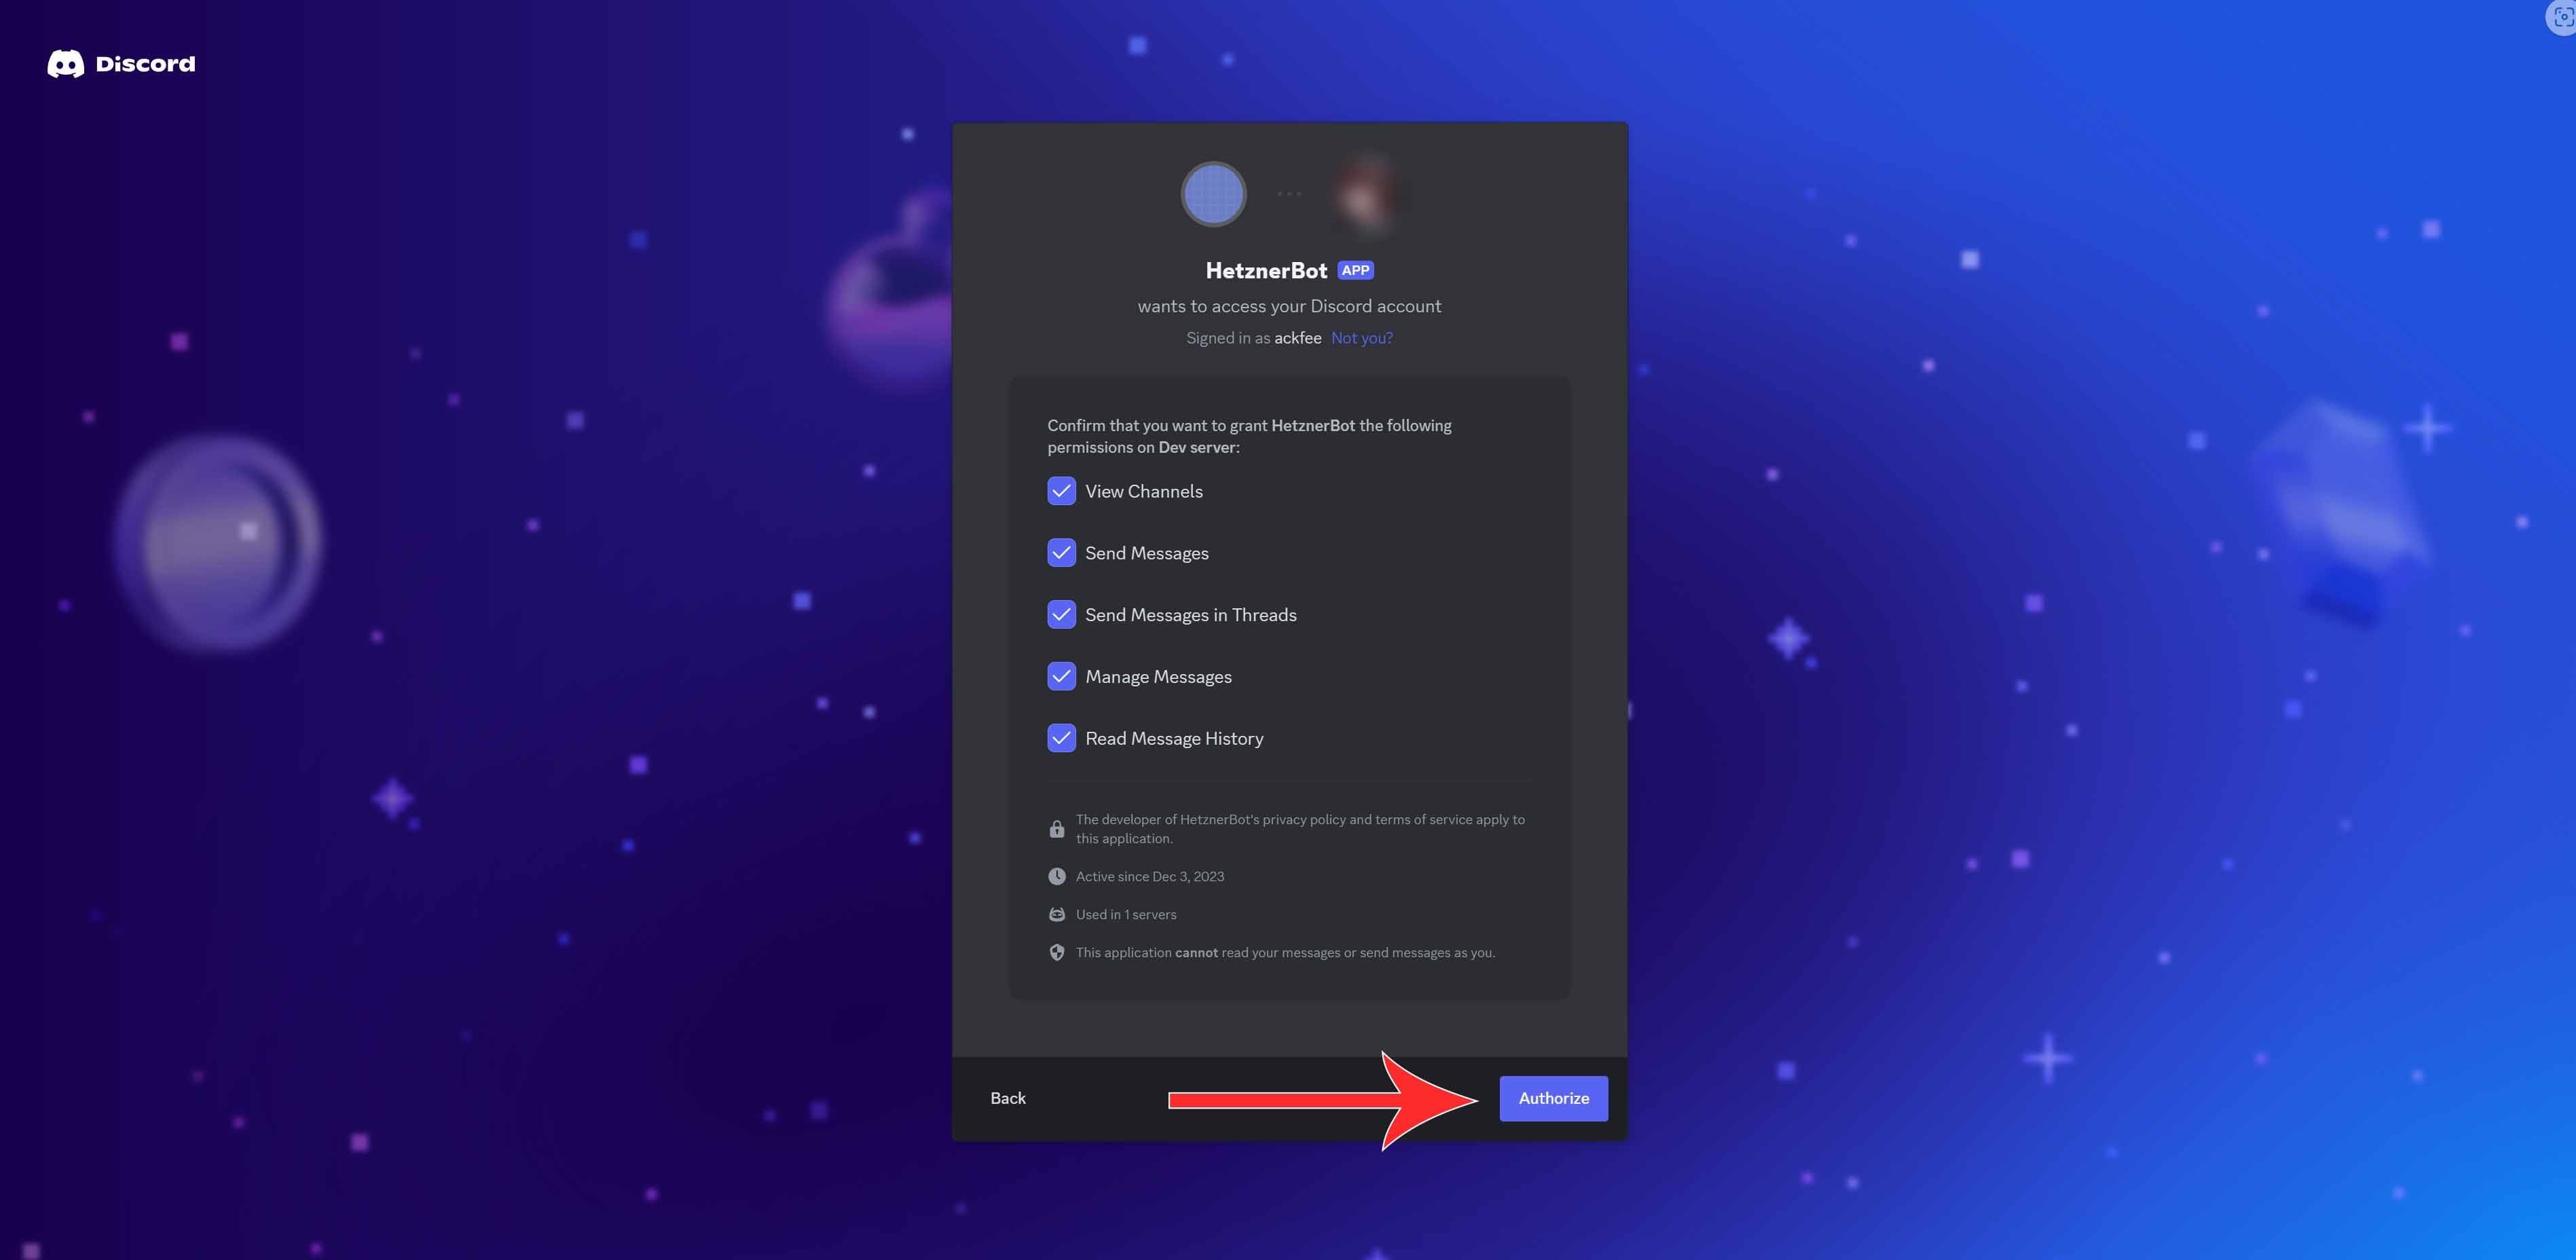 Discord
HetznerBot APP
wants to access your Discord account
Signed in as ackfee Not you?
Confirm that you want to grant HetznerBot the following
permissions on Dev server:
View Channels
Send Messages
Send Messages in Threads
Manage Messages
Read Message History
The developer of HetznerBot's privacy policy and terms of service apply to
this application.
Active since Dec 3, 2023
Used in 1 servers
This application cannot read your messages or send messages as you.
Back
Authorize